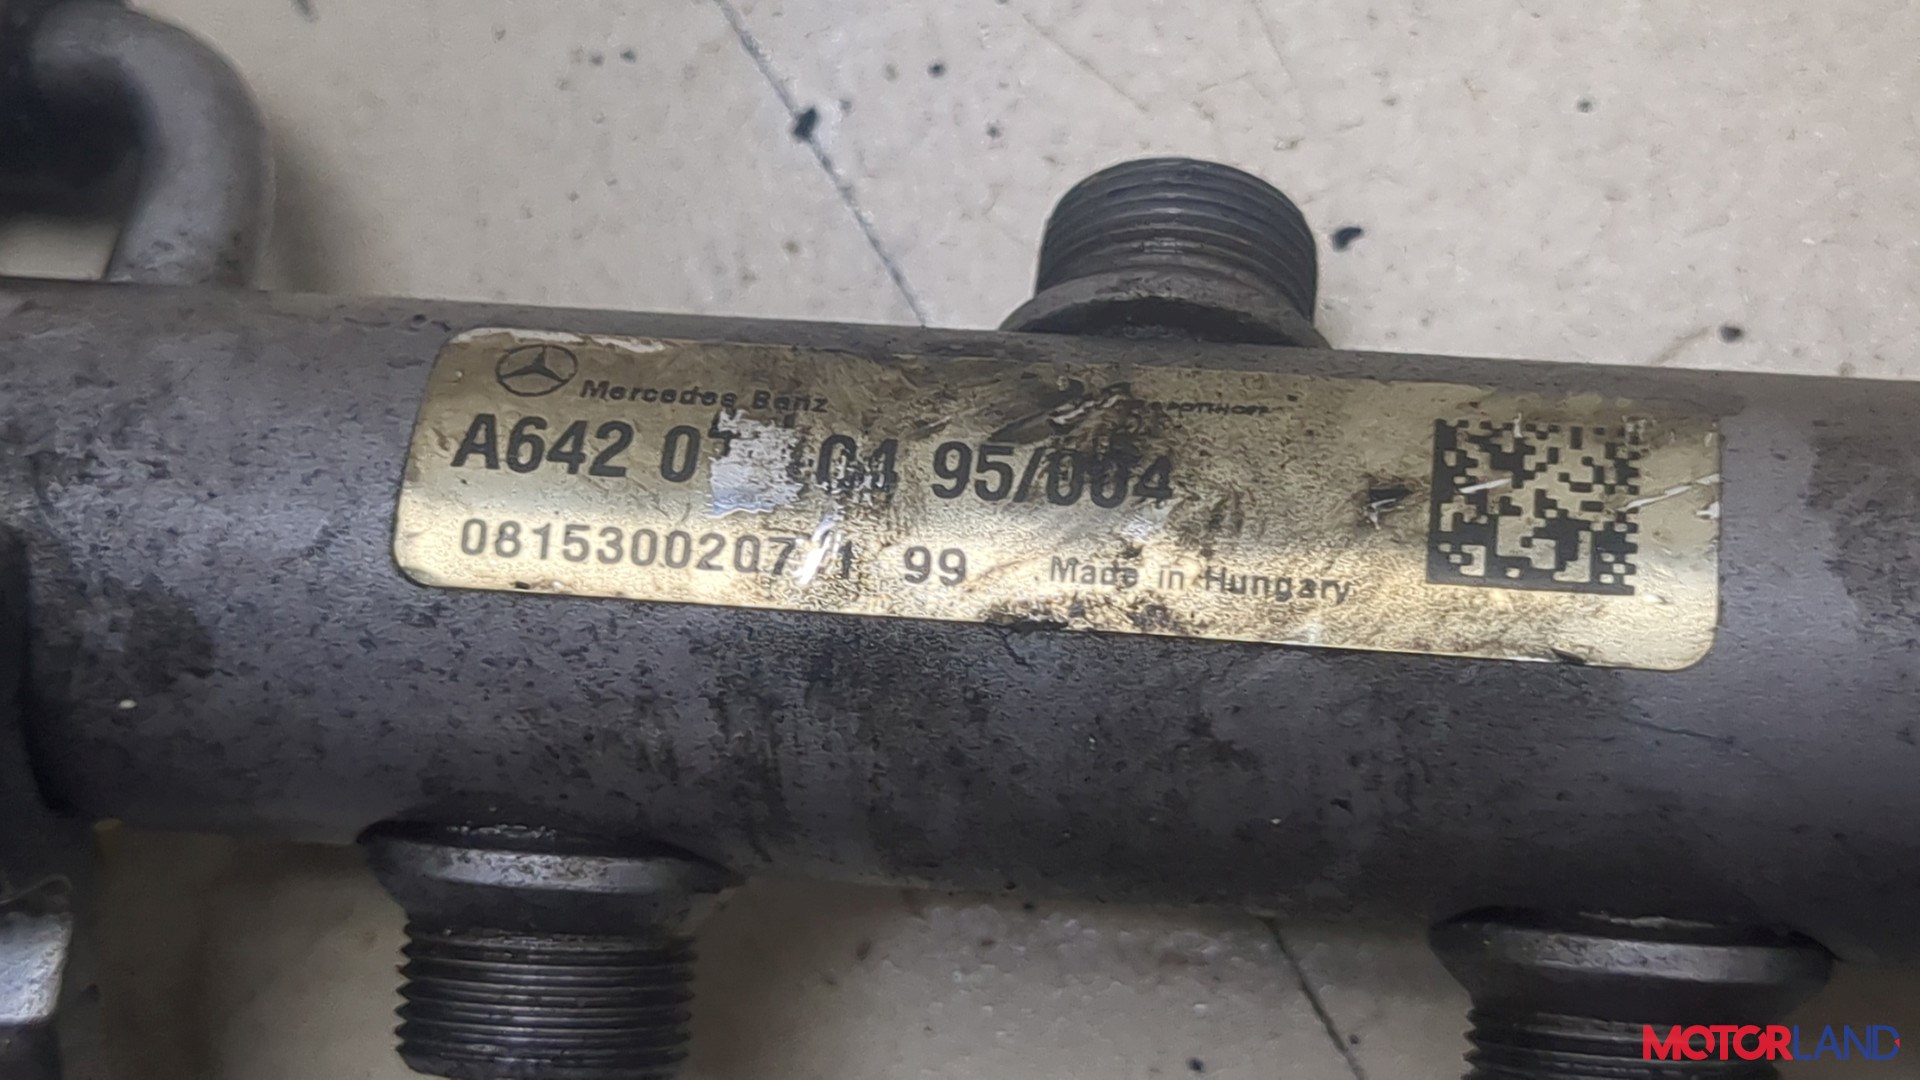 Mercedes Benz
A642 0 04 95/004
0815300207/1 99 Made in Hungary
MOTORLAND